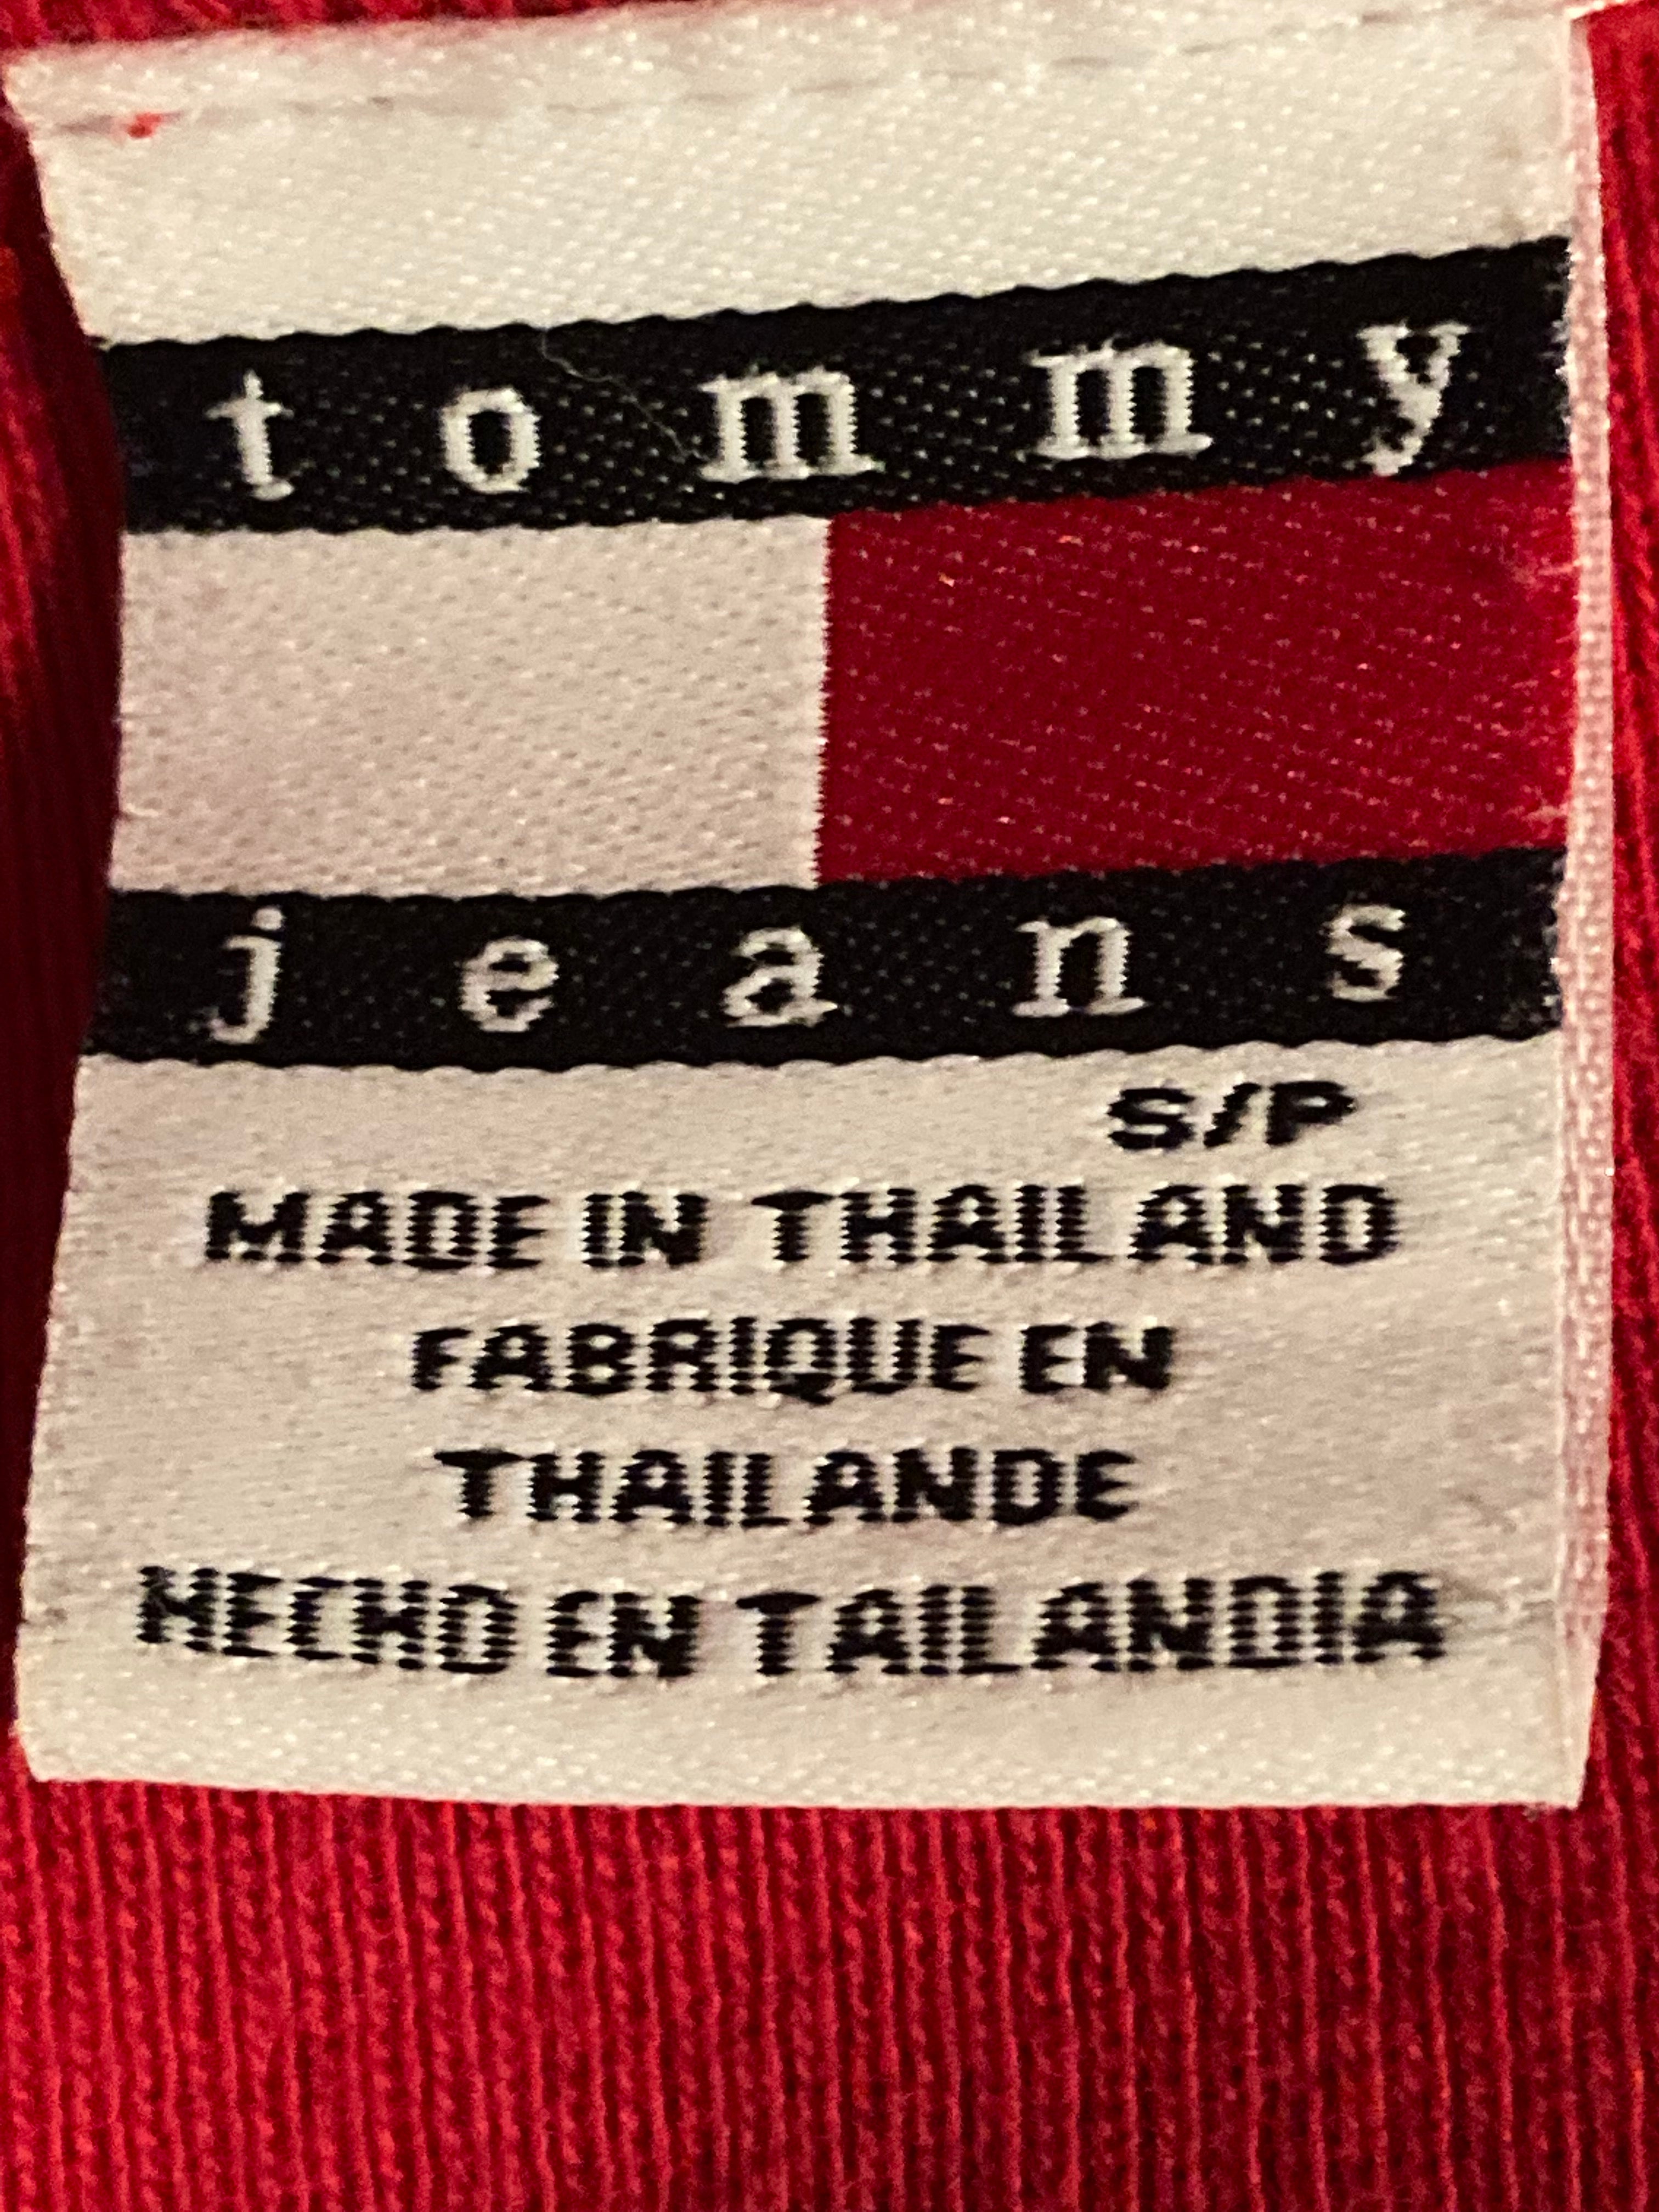 tommy
jeans
S/P
MADE IN THAILAND
FABRIQUE EN
THAILANDE
HECHO EN TAILANDIA